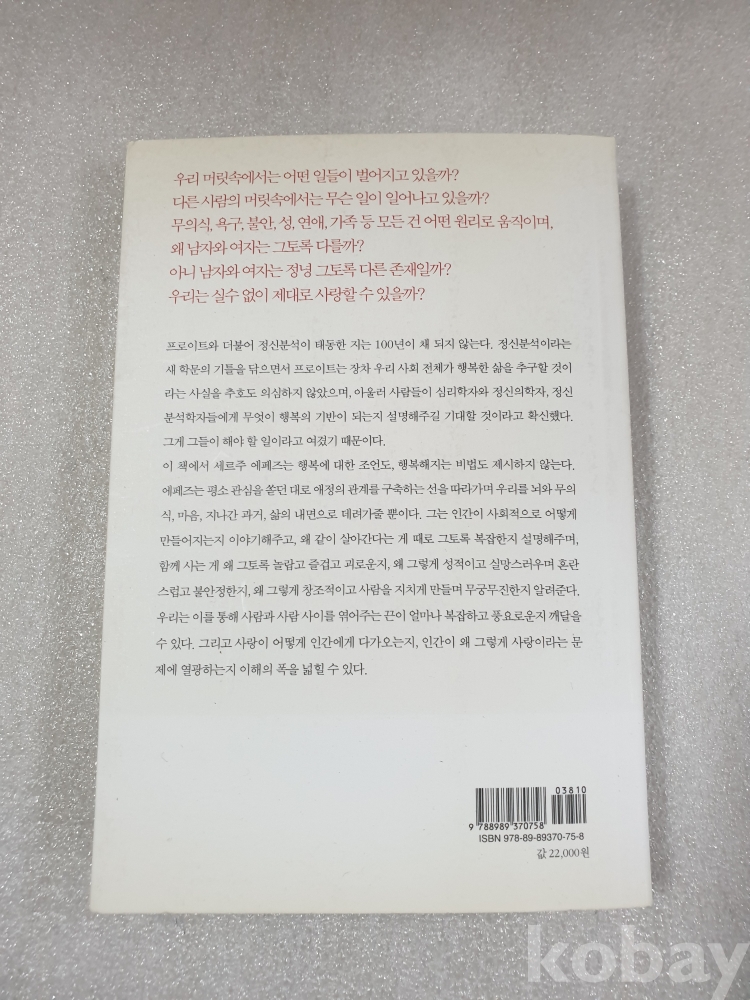 우리 머릿속에서는 어떤 일들이 벌어지고 있을까?
다른 사람의 머릿속에서는 무슨 일이 일어나고 있을까?
무의식, 욕구, 불안, 성, 연애, 가족 등 모든 건 어떤 원리로 움직이며,
왜 남자와 여자는 그토록 다를까?
아니 남자와 여자는 정녕 그토록 다른 존재일까?
우리는 실수 없이 제대로 사랑할 수 있을까?
프로이트와 더불어 정신분석이 태동한 지는 100년이 채 되지 않는다. 정신분석이라는
새 학문의 기틀을 닦으면서 프로이트는 장차 우리 사회 전체가 행복한 삶을 추구할 것이
라는 사실을 추호도 의심하지 않았으며, 아울러 사람들이 심리학자와 정신의학자, 정신
분석학자들에게 무엇이 행복의 기반이 되는지 설명해주길 기대할 것이라고 확신했다.
그게 그들이 해야 할 일이라고 여겼기 때문이다.
이 책에서 세르주 에페즈는 행복에 대한 조언도, 행복해지는 비법도 제시하지 않는다.
에페즈는 평소 관심을 쏟던 대로 애정의 관계를 구축하는 선을 따라가며 우리를 뇌와 무의
식, 마음, 지나간 과거, 삶의 내면으로 데려가줄 뿐이다. 그는 인간이 사회적으로 어떻게
만들어지는지 이야기해주고, 왜 같이 살아간다는 게 때로 그토록 복잡한지 설명해주며,
함께 사는 게 왜 그토록 놀랍고 즐겁고 괴로운지, 왜 그렇게 성적이고 실망스러우며 혼란
스럽고 불안정한지, 왜 그렇게 창조적이고 사람을 지치게 만들며 무궁무진한지 알려준다.
우리는 이를 통해 사람과 사람 사이를 엮어주는 끈이 얼마나 복잡하고 풍요로운지 깨달을
수 있다. 그리고 사랑이 어떻게 인간에게 다가오는지, 인간이 왜 그렇게 사랑이라는 문
제에 열광하는지 이해의 폭을 넓힐 수 있다.
03810
9 788989 370758
ISBN 978-89-89370-75-8
값 22,000원
kobay